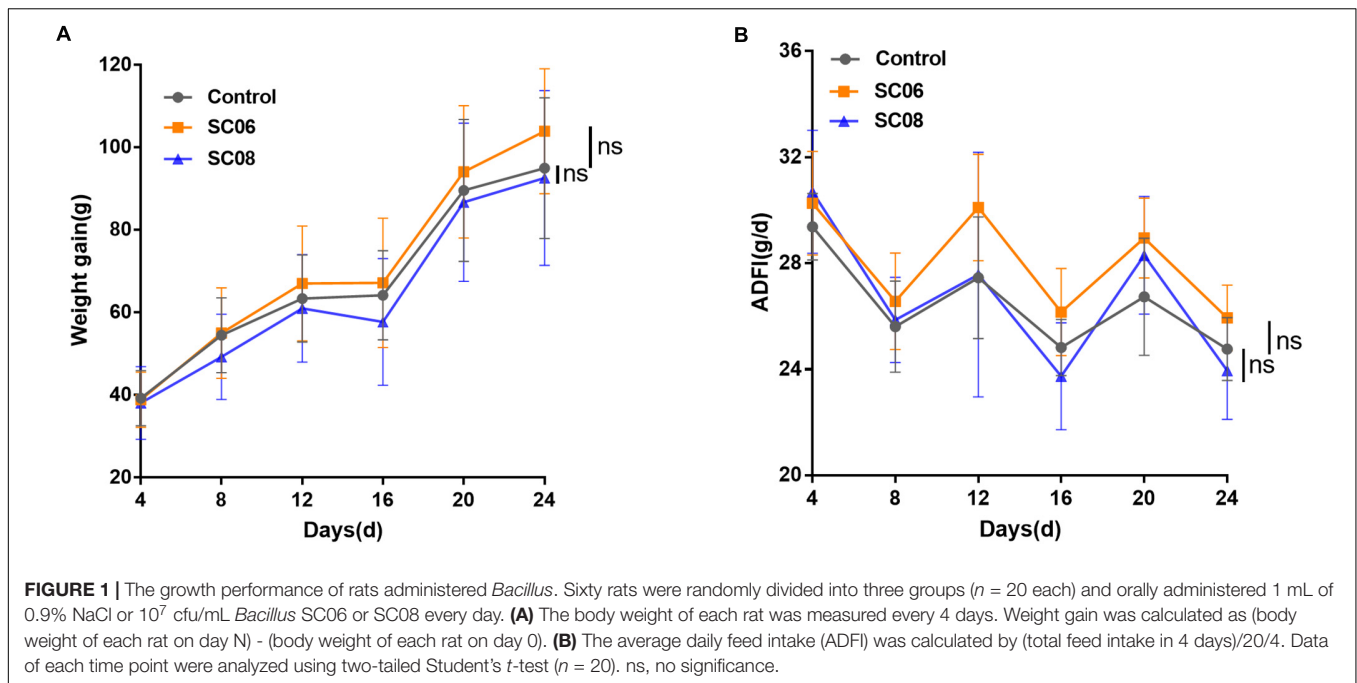 A
120
100
80
60
40
20
Weight gain(g)
Control
SC06
SC08
ns
ns
4 8 12 16 20 24
Days(d)
B
36
32
28
24
20
ADFI(g/d)
Control
SC06
SC08
ns
ns
4 8 12 16 20 24
Days(d)
FIGURE 1 | The growth performance of rats administered Bacillus. Sixty rats were randomly divided into three groups (n = 20 each) and orally administered 1 mL of
0.9% NaCl or 10⁷ cfu/mL Bacillus SC06 or SC08 every day. (A) The body weight of each rat was measured every 4 days. Weight gain was calculated as (body
weight of each rat on day N) - (body weight of each rat on day 0). (B) The average daily feed intake (ADFI) was calculated by (total feed intake in 4 days)/20/4. Data
of each time point were analyzed using two-tailed Student's t-test (n = 20). ns, no significance.